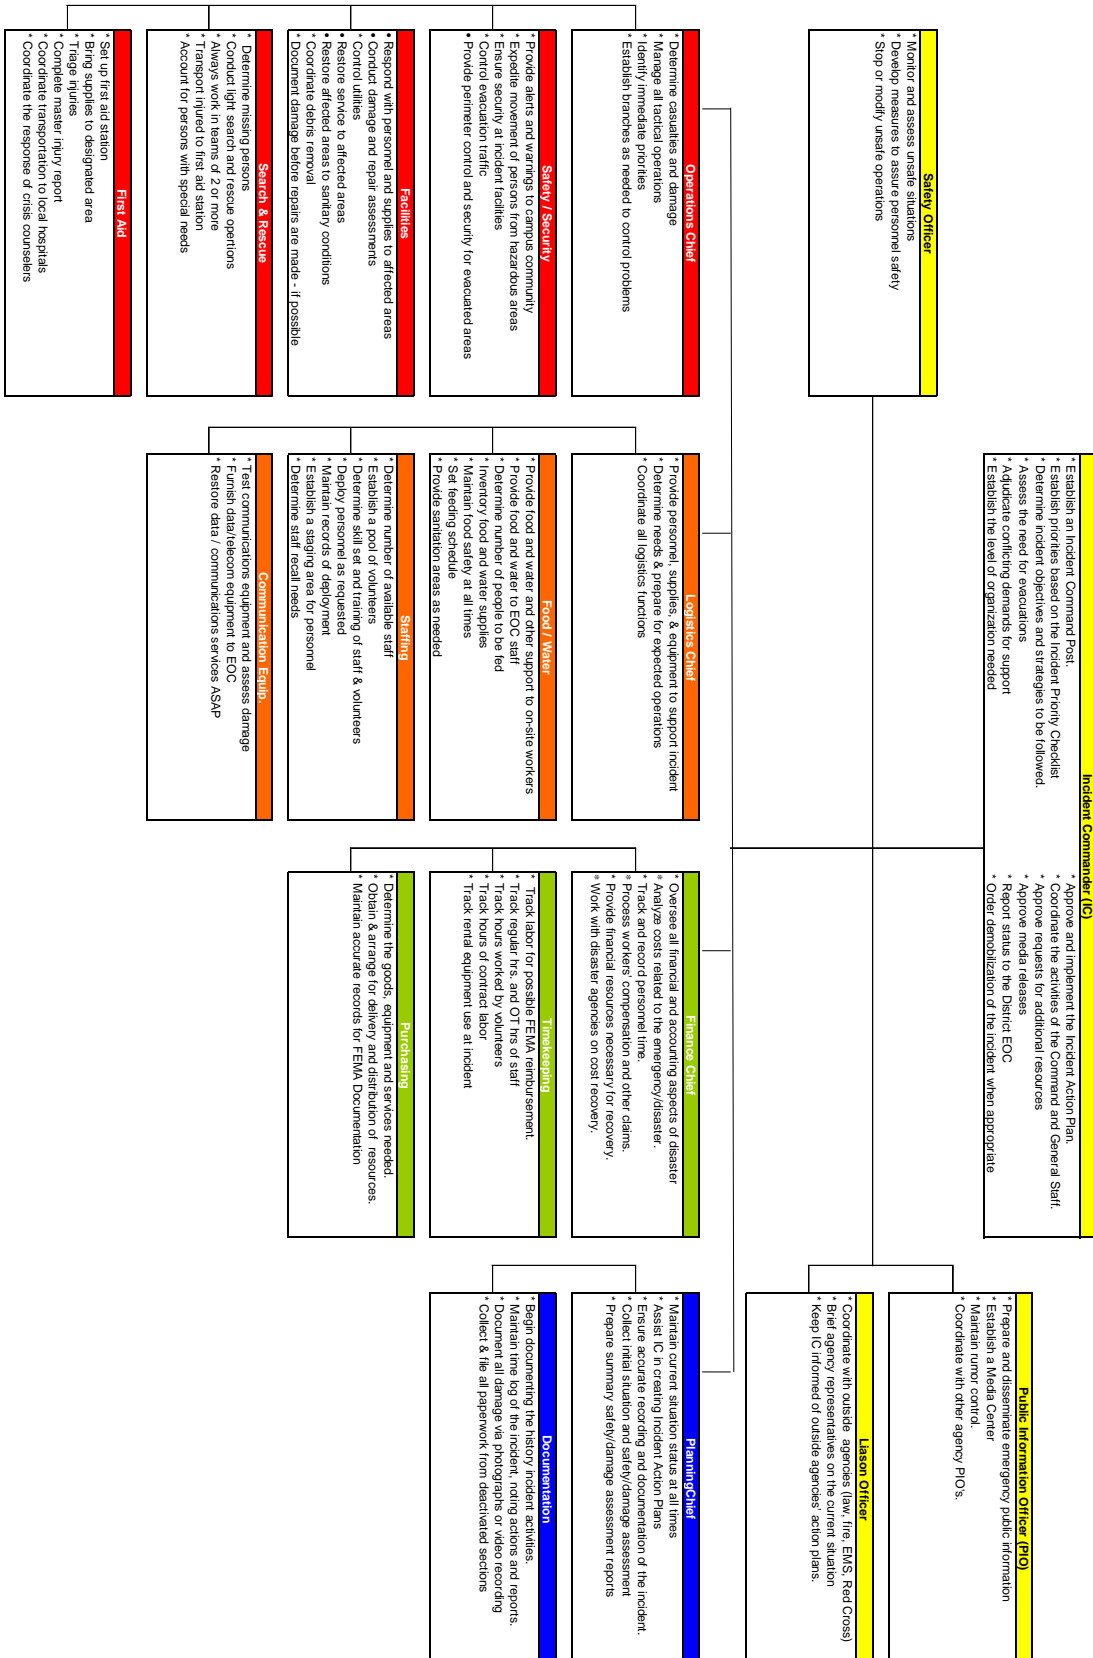 Incident Commander (IC)
* Establish an Incident Command Post.
* Establish priorities based on the Incident Priority Checklist
* Determine incident objectives and strategies to be followed.
* Assess the need for evacuations
* Adjudicate conflicting demands for support
* Establish the level of organization needed
* Approve and implement the Incident Action Plan.
* Coordinate the activities of the Command and General Staff.
* Approve requests for additional resources
* Approve media releases
* Report status to the District EOC
* Order demobilization of the incident when appropriate
Public Information Officer (PIO)
* Prepare and disseminate emergency public information
* Establish a Media Center
* Maintain rumor control.
* Coordinate with other agency PIO's.
Safety Officer
* Monitor and assess unsafe situations
* Develop measures to assure personnel safety
* Stop or modify unsafe operations
Liason Officer
* Coordinate with outside agencies (law, fire, EMS, Red Cross)
* Brief agency representatives on the current situation
* Keep IC informed of outside agencies' action plans.
Operations Chief
* Determine casualties and damage
* Manage all tactical operations
* Identify immediate priorities
* Establish branches as needed to control problems
Logistics Chief
* Provide personnel, supplies, & equipment to support incident
* Determine needs & prepare for expected operations
* Coordinate all logistics functions
Finance Chief
* Oversee all financial and accounting aspects of disaster
* Analyze costs related to the emergency/disaster.
* Track and record personnel time.
* Process workers' compensation and other claims.
* Provide financial resources necessary for recovery.
* Work with disaster agencies on cost recovery.
PlanningChief
* Maintain current situation status at all times
* Assist IC in creating Incident Action Plans
* Ensure accurate recording and documentation of the incident.
* Collect initial situation and safety/damage assessment
* Prepare summary safety/damage assessment reports
Safety / Security
* Provide alerts and warnings to campus community
* Expedite movement of persons from hazardous areas
* Ensure security at incident facilities
* Control evacuation traffic
• Provide perimeter control and security for evacuated areas
Food / Water
* Provide food and water and other support to on-site workers
* Provide food and water to EOC staff
* Determine number of people to be fed
* Inventory food and water supplies
* Maintain food safety at all times
* Set feeding schedule
* Provide sanitation areas as needed
Timekeeping
* Track labor for possible FEMA reimbursement.
* Track regular hrs. and OT hrs of staff
* Track hours worked by volunteers
* Track hours of contract labor
* Track rental equipment use at incident
Documentation
* Begin documenting the history incident activities.
* Maintain time log of the incident, noting actions and reports.
* Document all damage via photographs or video recording
* Collect & file all paperwork from deactivated sections
Facilities
• Respond with personnel and supplies to affected areas
• Conduct damage and repair assessments
* Control utilities
• Restore service to affected areas
• Restore affected areas to sanitary conditions
* Coordinate debris removal
* Document damage before repairs are made - if possible
Staffing
* Determine number of available staff
* Establish a pool of volunteers
* Determine skill set and training of staff & volunteers
* Deploy personnel as requested
* Maintain records of deployment
* Establish a staging area for personnel
* Determine staff recall needs
Purchasing
* Determine the goods, equipment and services needed.
* Obtain & arrange for delivery and distribution of resources.
* Maintain accurate records for FEMA Documentation
Search & Rescue
* Determine missing persons
* Conduct light search and rescue opertions
* Always work in teams of 2 or more
* Transport injured to first aid station
* Account for persons with special needs
Communication Equip.
* Test communications equipment and assess damage
* Furnish data/telecom equipment to EOC
* Restore data / communications services ASAP
First Aid
* Set up first aid station
* Bring supplies to designated area
* Triage injuries
* Complete master injury report
* Coordinate transportation to local hospitals
* Coordinate the response of crisis counselers